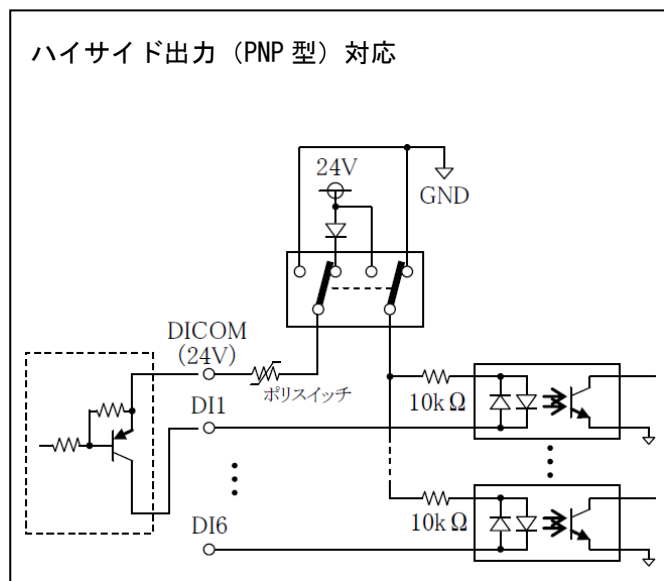 ハイサイド出力（PNP型）対応
24V
GND
DICOM
(24V)
ポリスイッチ
10kΩ
DI1
10kΩ
DI6